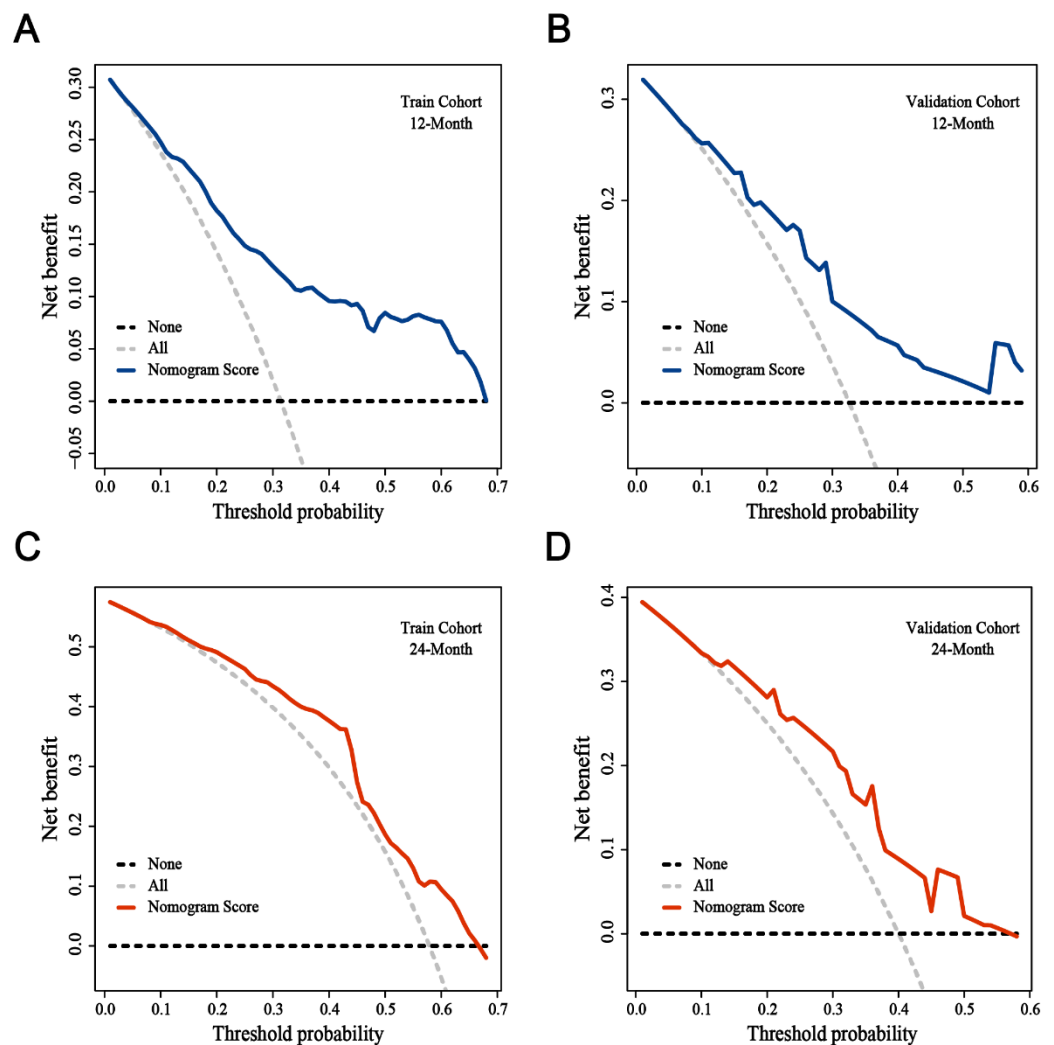 A
Train Cohort
12-Month
Net benefit
0.30
0.25
0.20
0.15
0.10
0.05
0.00
−0.05
None
All
Nomogram Score
0.0 0.1 0.2 0.3 0.4 0.5 0.6 0.7
Threshold probability
B
Validation Cohort
12-Month
Net benefit
0.3
0.2
0.1
0.0
None
All
Nomogram Score
0.0 0.1 0.2 0.3 0.4 0.5 0.6
Threshold probability
C
Train Cohort
24-Month
Net benefit
0.5
0.4
0.3
0.2
0.1
0.0
None
All
Nomogram Score
0.0 0.1 0.2 0.3 0.4 0.5 0.6 0.7
Threshold probability
D
Validation Cohort
24-Month
Net benefit
0.4
0.3
0.2
0.1
0.0
None
All
Nomogram Score
0.0 0.1 0.2 0.3 0.4 0.5 0.6
Threshold probability